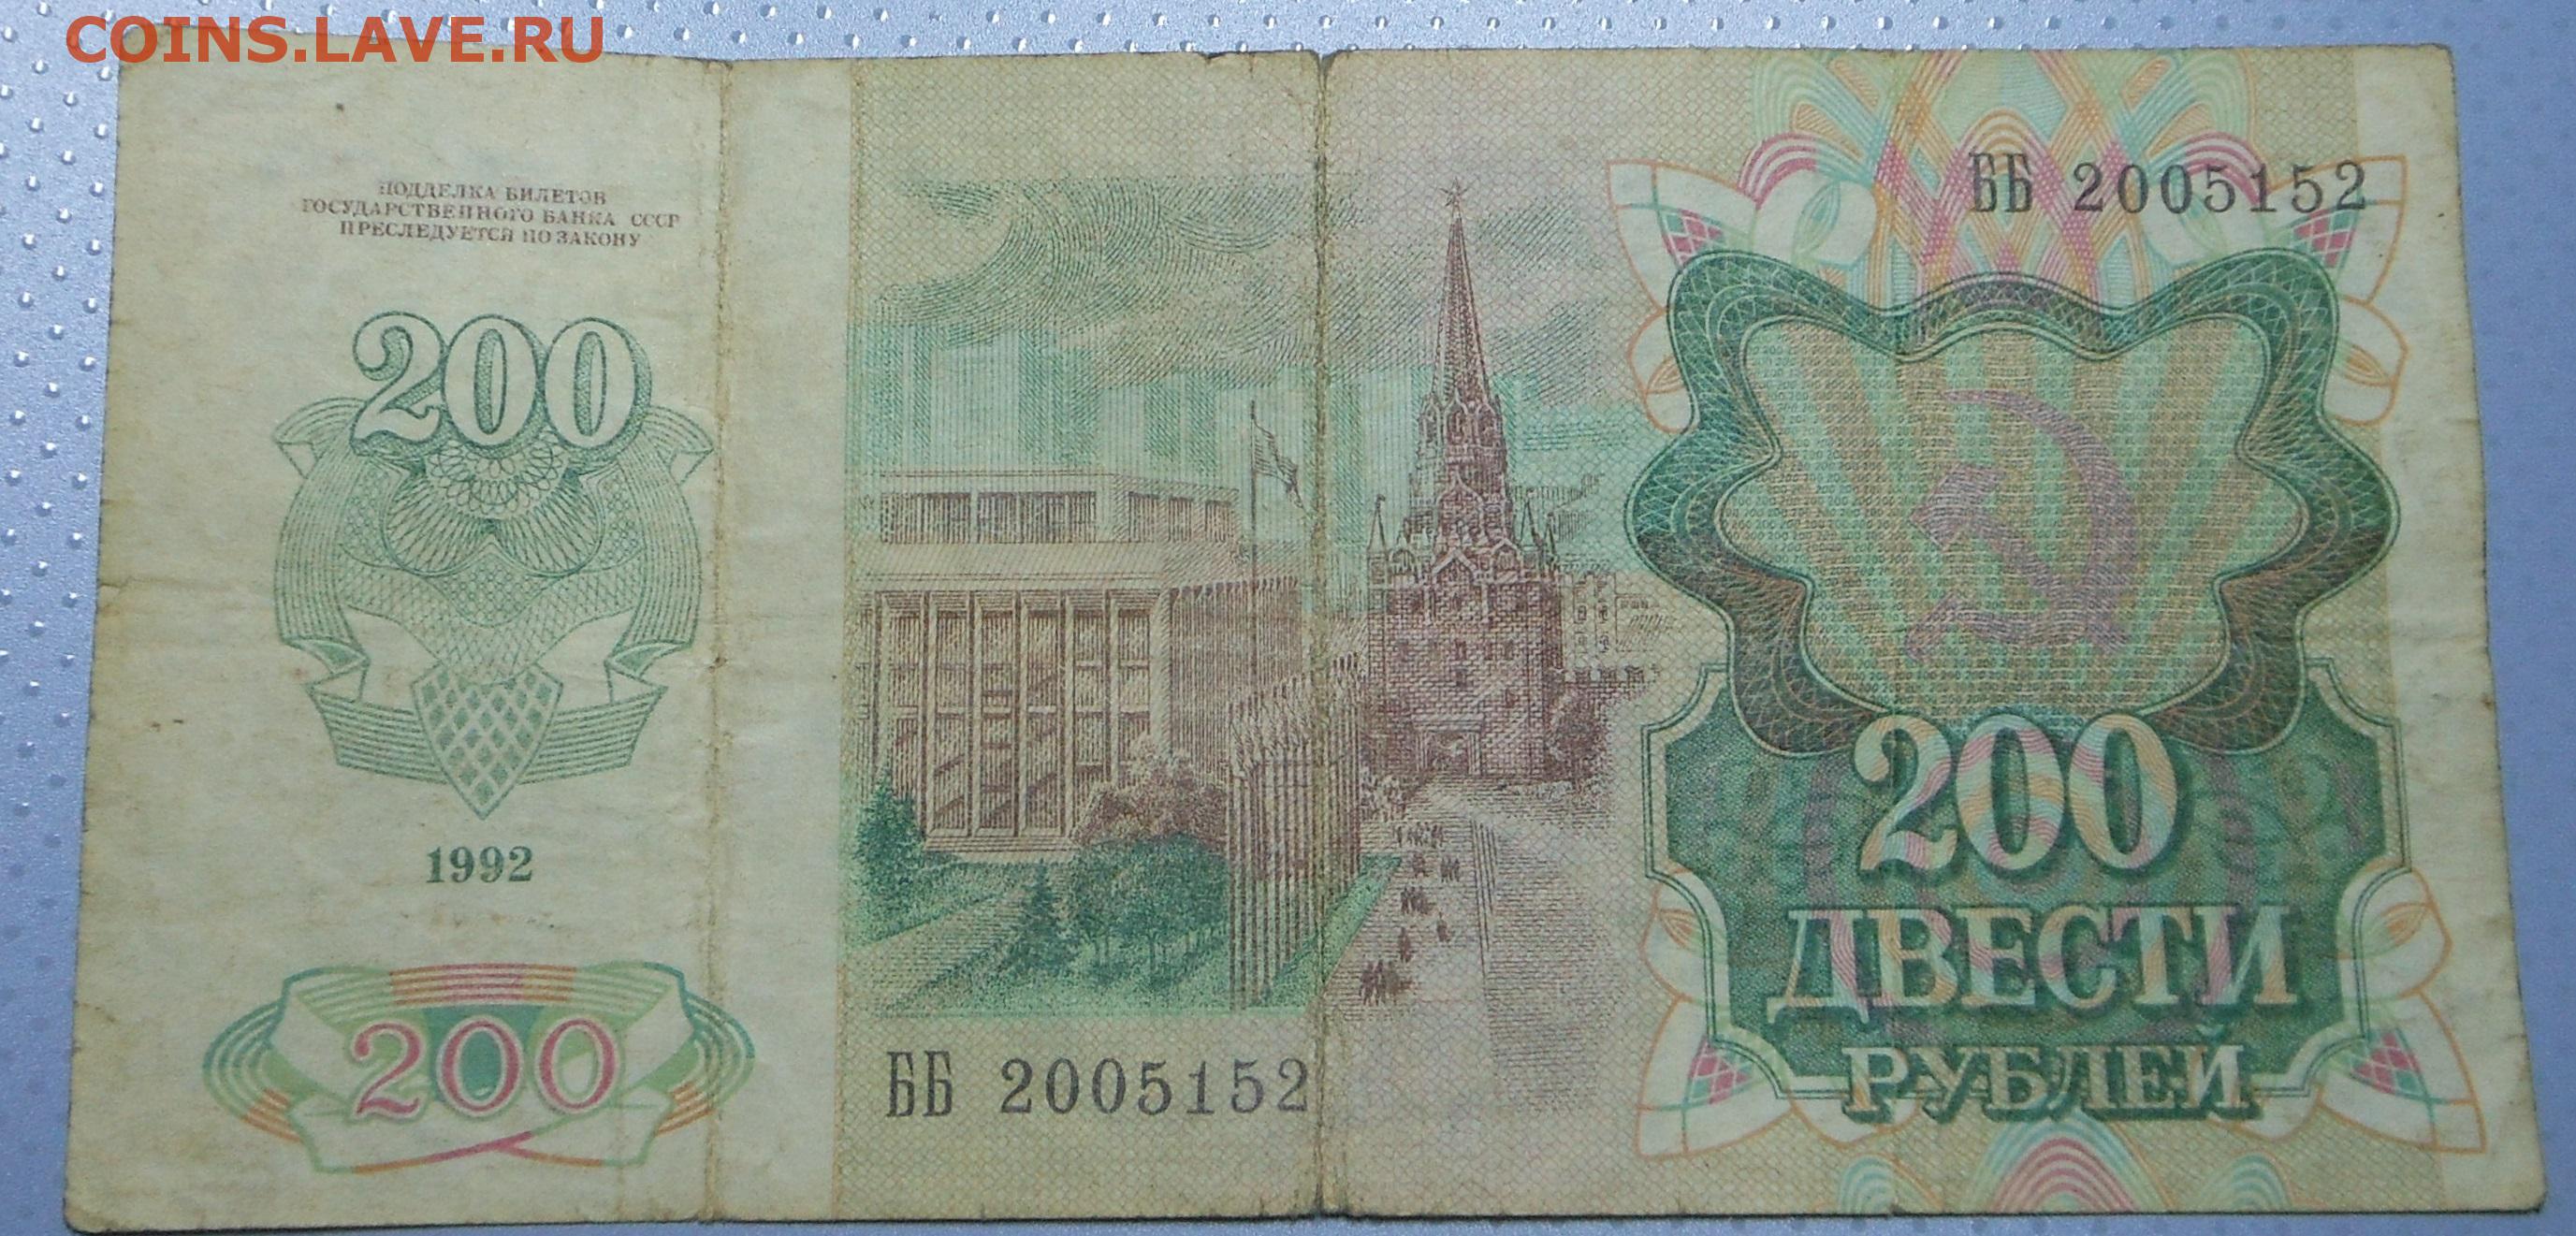 COINS.LAVE.RU
ПОДДЕЛКА БИЛЕТОВ
ГОСУДАРСТВЕННОГО БАНКА СССР
ПРЕСЛЕДУЕТСЯ ПО ЗАКОНУ
200
1992
200
ББ 2005152
ББ 2005152
200
ДВЕСТИ
РУБЛЕЙ